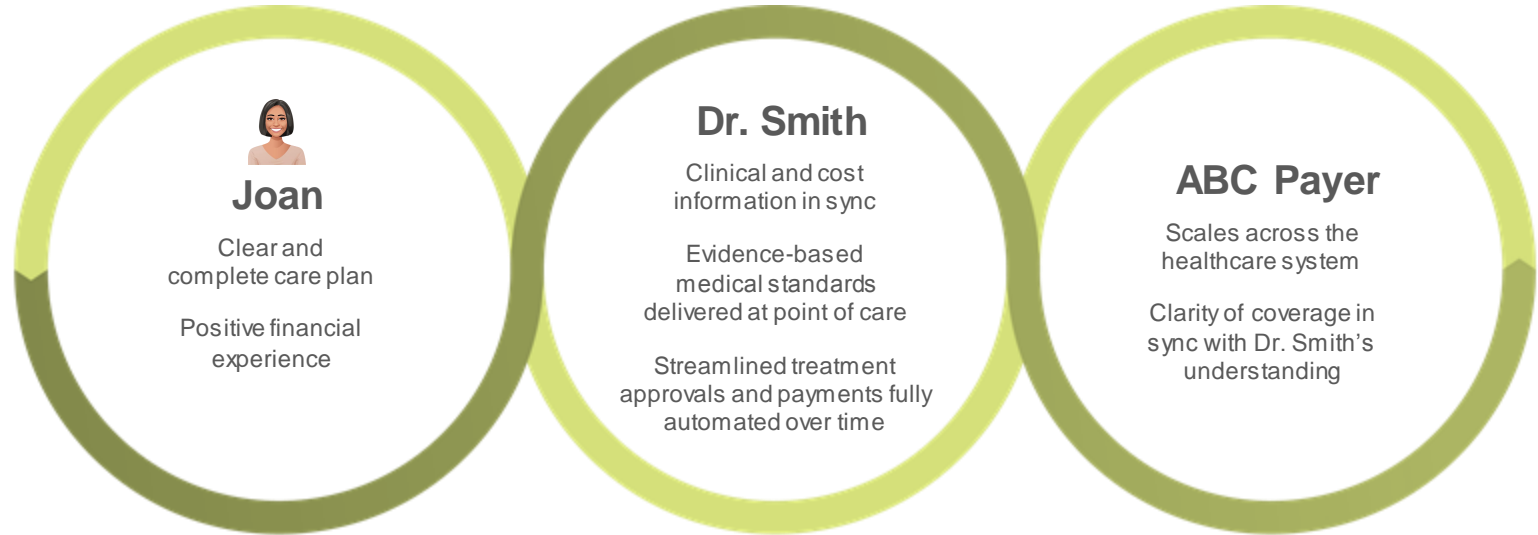 Joan
Clear and
complete care plan
Positive financial
experience
Dr. Smith
Clinical and cost
information in sync
Evidence-based
medical standards
delivered at point of care
Streamlined treatment
approvals and payments fully
automated over time
ABC Payer
Scales across the
healthcare system
Clarity of coverage in
sync with Dr. Smith’s
understanding